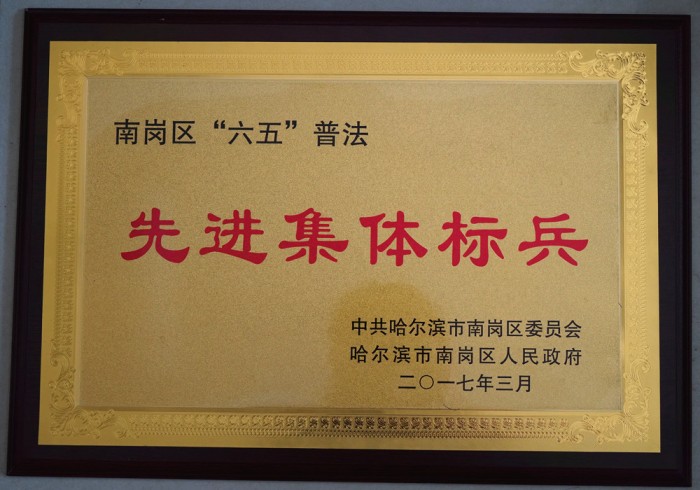 南岗区“六五”普法
先进集体标兵
中共哈尔滨市南岗区委员会
哈尔滨市南岗区人民政府
二〇一七年三月